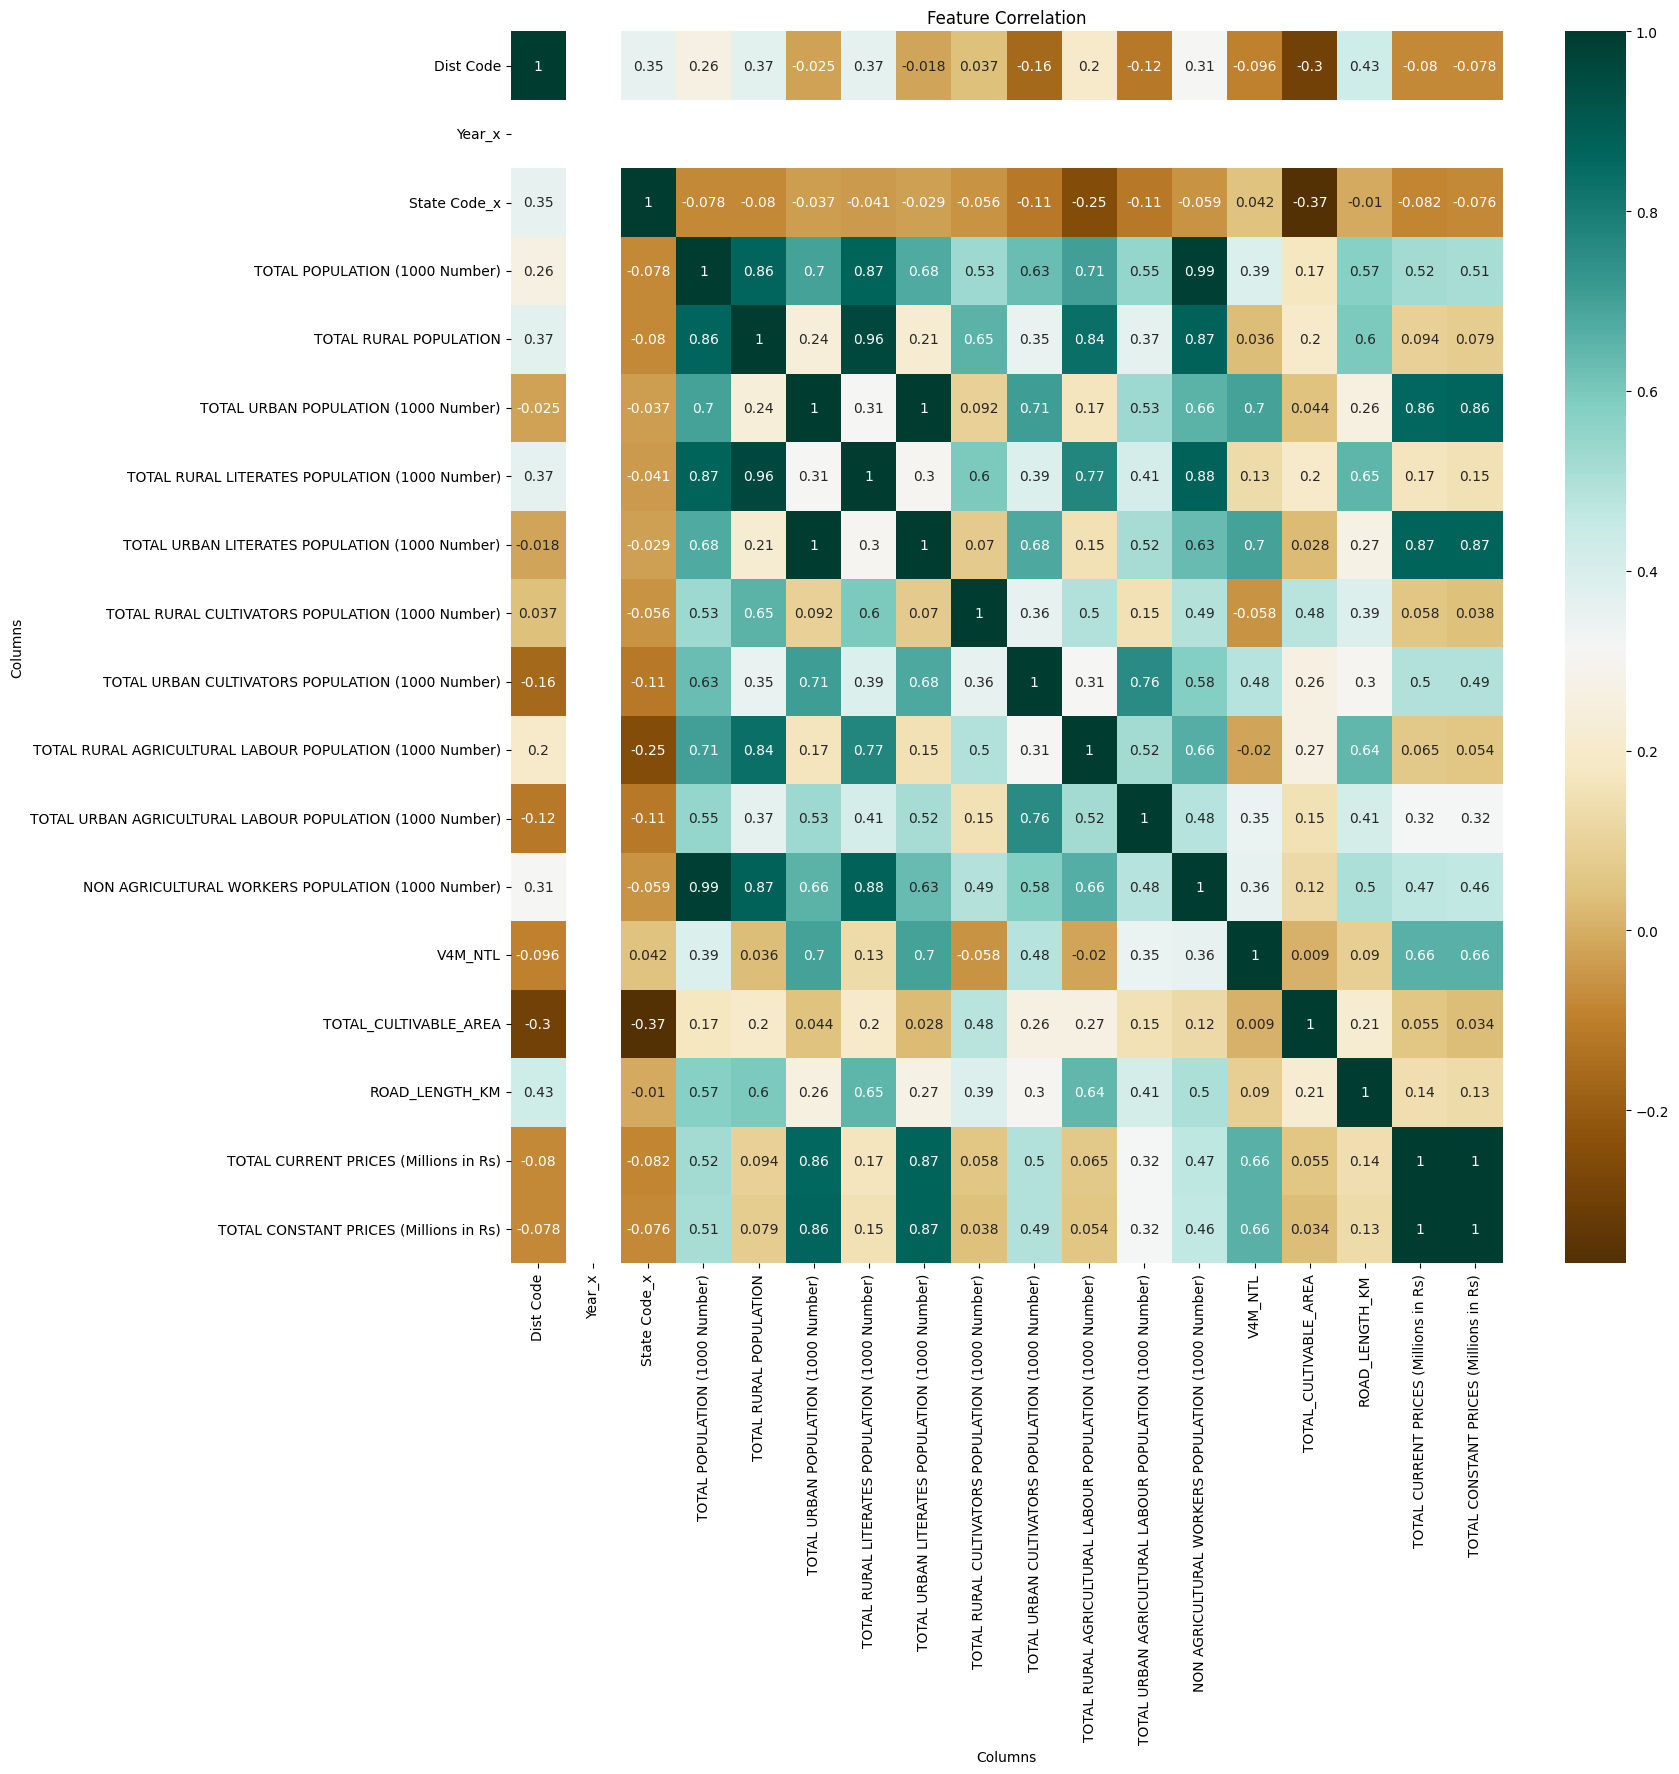 Feature Correlation
Dist Code 1 0.35 0.26 0.37 -0.025 0.37 -0.018 0.037 -0.16 0.2 -0.12 0.31 -0.096 -0.3 0.43 -0.08 -0.078
Year_x
State Code_x 0.35 1 -0.078 -0.08 -0.037 -0.041 -0.029 -0.056 -0.11 -0.25 -0.11 -0.059 0.042 -0.37 -0.01 -0.082 -0.076
TOTAL POPULATION (1000 Number) 0.26 -0.078 1 0.86 0.7 0.87 0.68 0.53 0.63 0.71 0.55 0.99 0.39 0.17 0.57 0.52 0.51
TOTAL RURAL POPULATION 0.37 -0.08 0.86 1 0.24 0.96 0.21 0.65 0.35 0.84 0.37 0.87 0.036 0.2 0.6 0.094 0.079
TOTAL URBAN POPULATION (1000 Number) -0.025 -0.037 0.7 0.24 1 0.31 1 0.092 0.71 0.17 0.53 0.66 0.7 0.044 0.26 0.86 0.86
TOTAL RURAL LITERATES POPULATION (1000 Number) 0.37 -0.041 0.87 0.96 0.31 1 0.3 0.6 0.39 0.77 0.41 0.88 0.13 0.2 0.65 0.17 0.15
TOTAL URBAN LITERATES POPULATION (1000 Number) -0.018 -0.029 0.68 0.21 1 0.3 1 0.07 0.68 0.15 0.52 0.63 0.7 0.028 0.27 0.87 0.87
TOTAL RURAL CULTIVATORS POPULATION (1000 Number) 0.037 -0.056 0.53 0.65 0.092 0.6 0.07 1 0.36 0.5 0.15 0.49 -0.058 0.48 0.39 0.058 0.038
TOTAL URBAN CULTIVATORS POPULATION (1000 Number) -0.16 -0.11 0.63 0.35 0.71 0.39 0.68 0.36 1 0.31 0.76 0.58 0.48 0.26 0.3 0.5 0.49
TOTAL RURAL AGRICULTURAL LABOUR POPULATION (1000 Number) 0.2 -0.25 0.71 0.84 0.17 0.77 0.15 0.5 0.31 1 0.52 0.66 -0.02 0.27 0.64 0.065 0.054
TOTAL URBAN AGRICULTURAL LABOUR POPULATION (1000 Number) -0.12 -0.11 0.55 0.37 0.53 0.41 0.52 0.15 0.76 0.52 1 0.48 0.35 0.15 0.41 0.32 0.32
NON AGRICULTURAL WORKERS POPULATION (1000 Number) 0.31 -0.059 0.99 0.87 0.66 0.88 0.63 0.49 0.58 0.66 0.48 1 0.36 0.12 0.5 0.47 0.46
V4M_NTL -0.096 0.042 0.39 0.036 0.7 0.13 0.7 -0.058 0.48 -0.02 0.35 0.36 1 0.009 0.09 0.66 0.66
TOTAL_CULTIVABLE_AREA -0.3 -0.37 0.17 0.2 0.044 0.2 0.028 0.48 0.26 0.27 0.15 0.12 0.009 1 0.21 0.055 0.034
ROAD_LENGTH_KM 0.43 -0.01 0.57 0.6 0.26 0.65 0.27 0.39 0.3 0.64 0.41 0.5 0.09 0.21 1 0.14 0.13
TOTAL CURRENT PRICES (Millions in Rs) -0.08 -0.082 0.52 0.094 0.86 0.17 0.87 0.058 0.5 0.065 0.32 0.47 0.66 0.055 0.14 1 1
TOTAL CONSTANT PRICES (Millions in Rs) -0.078 -0.076 0.51 0.079 0.86 0.15 0.87 0.038 0.49 0.054 0.32 0.46 0.66 0.034 0.13 1 1
Columns
Dist Code
Year_x
State Code_x
TOTAL POPULATION (1000 Number)
TOTAL RURAL POPULATION
TOTAL URBAN POPULATION (1000 Number)
TOTAL RURAL LITERATES POPULATION (1000 Number)
TOTAL URBAN LITERATES POPULATION (1000 Number)
TOTAL RURAL CULTIVATORS POPULATION (1000 Number)
TOTAL URBAN CULTIVATORS POPULATION (1000 Number)
TOTAL RURAL AGRICULTURAL LABOUR POPULATION (1000 Number)
TOTAL URBAN AGRICULTURAL LABOUR POPULATION (1000 Number)
NON AGRICULTURAL WORKERS POPULATION (1000 Number)
V4M_NTL
TOTAL_CULTIVABLE_AREA
ROAD_LENGTH_KM
TOTAL CURRENT PRICES (Millions in Rs)
TOTAL CONSTANT PRICES (Millions in Rs)
Columns
1.0
0.8
0.6
0.4
0.2
0.0
−0.2